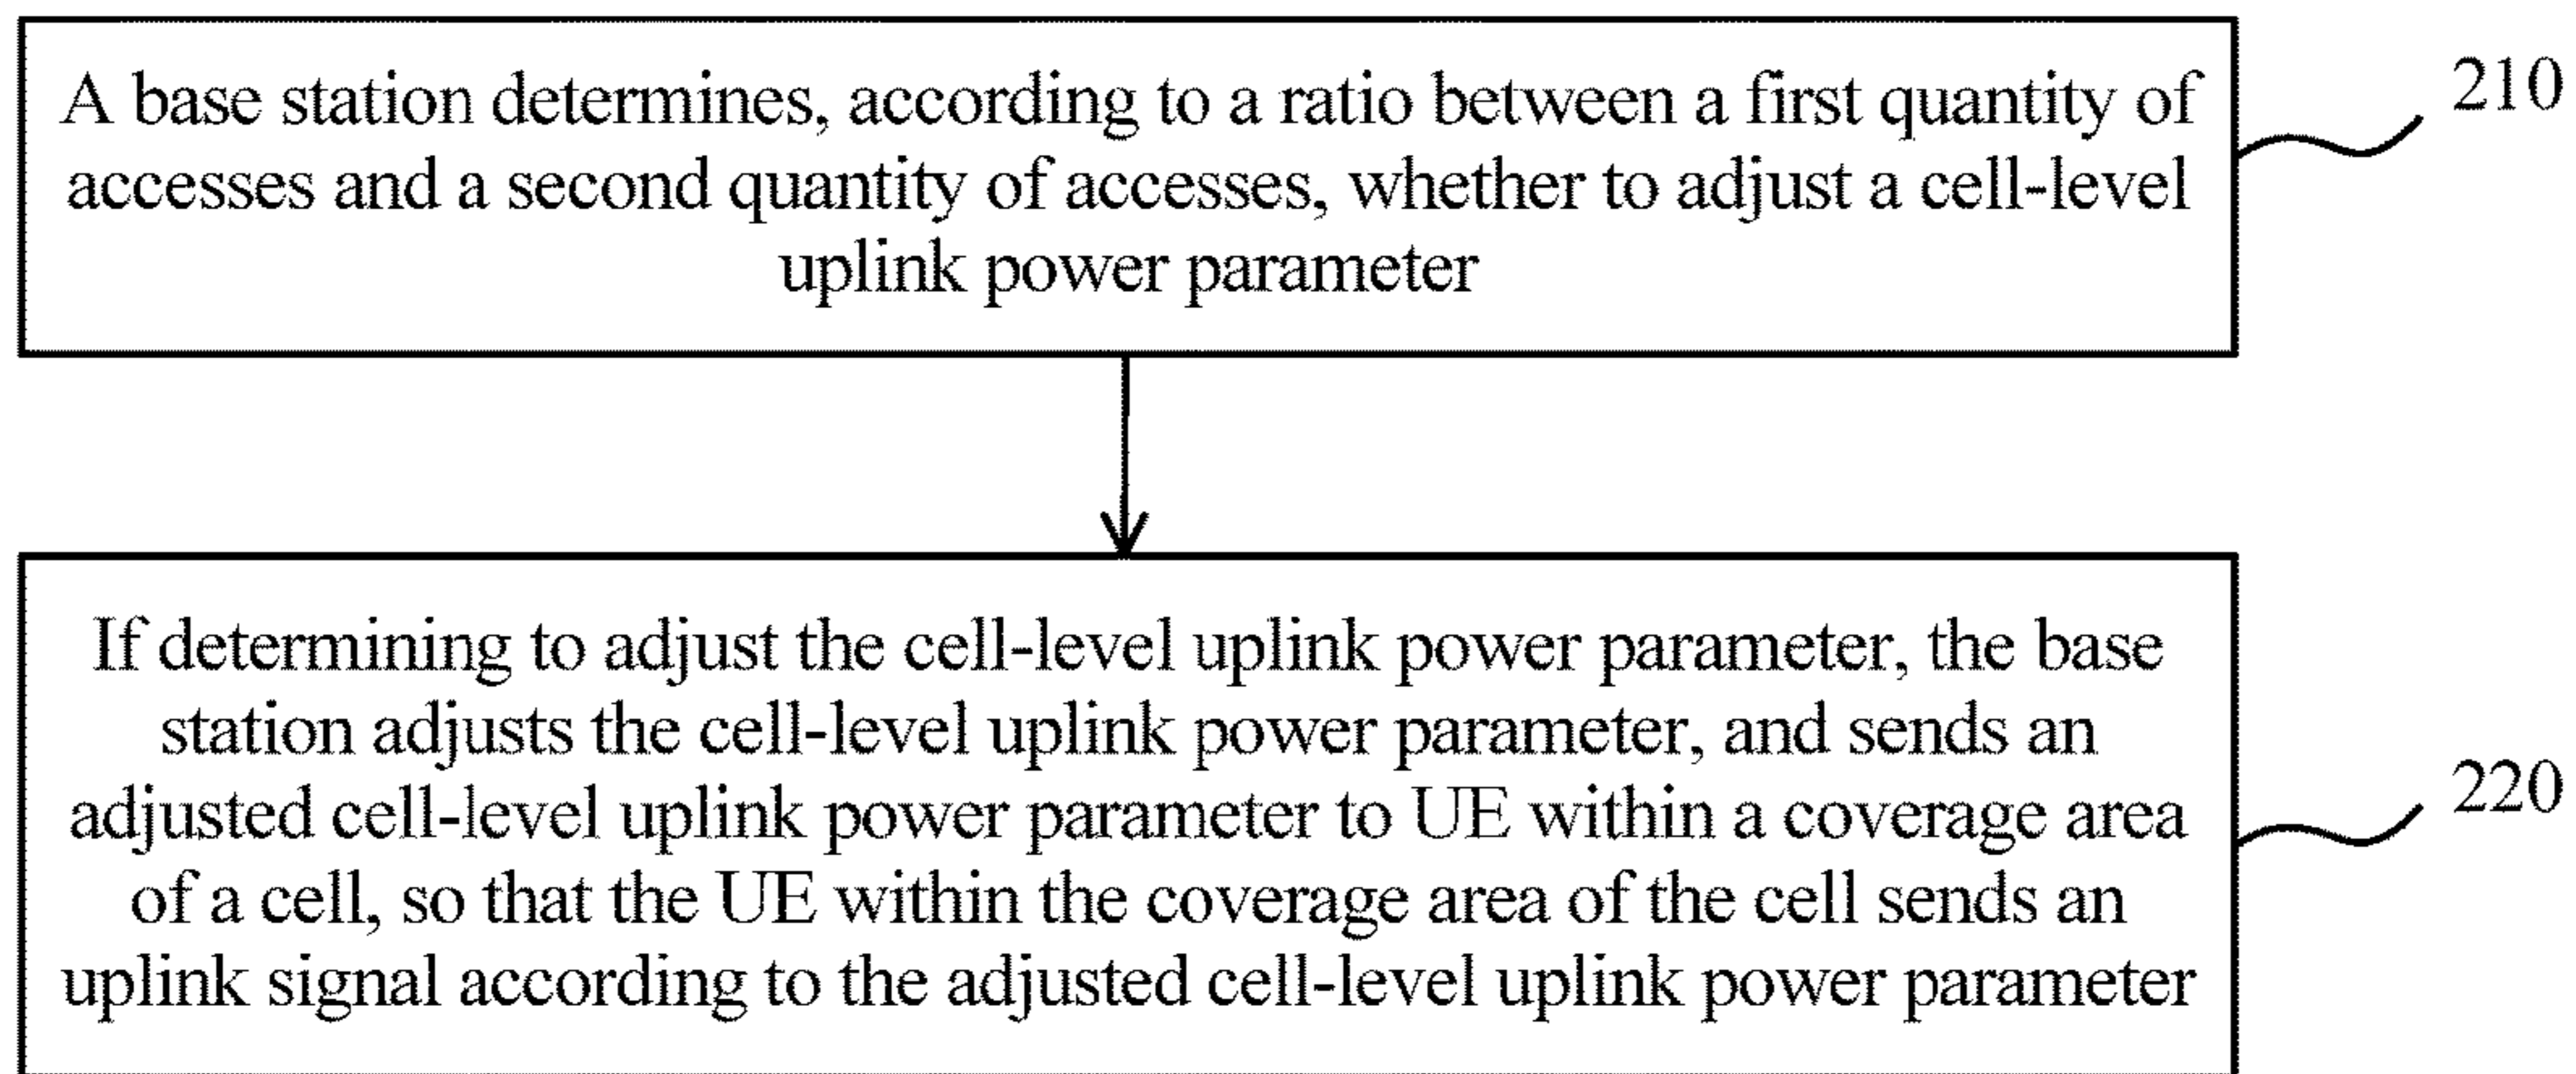 A base station determines, according to a ratio between a first quantity of
accesses and a second quantity of accesses, whether to adjust a cell-level
uplink power parameter
210
If determining to adjust the cell-level uplink power parameter, the base
station adjusts the cell-level uplink power parameter, and sends an
adjusted cell-level uplink power parameter to UE within a coverage area
of a cell, so that the UE within the coverage area of the cell sends an
uplink signal according to the adjusted cell-level uplink power parameter
220